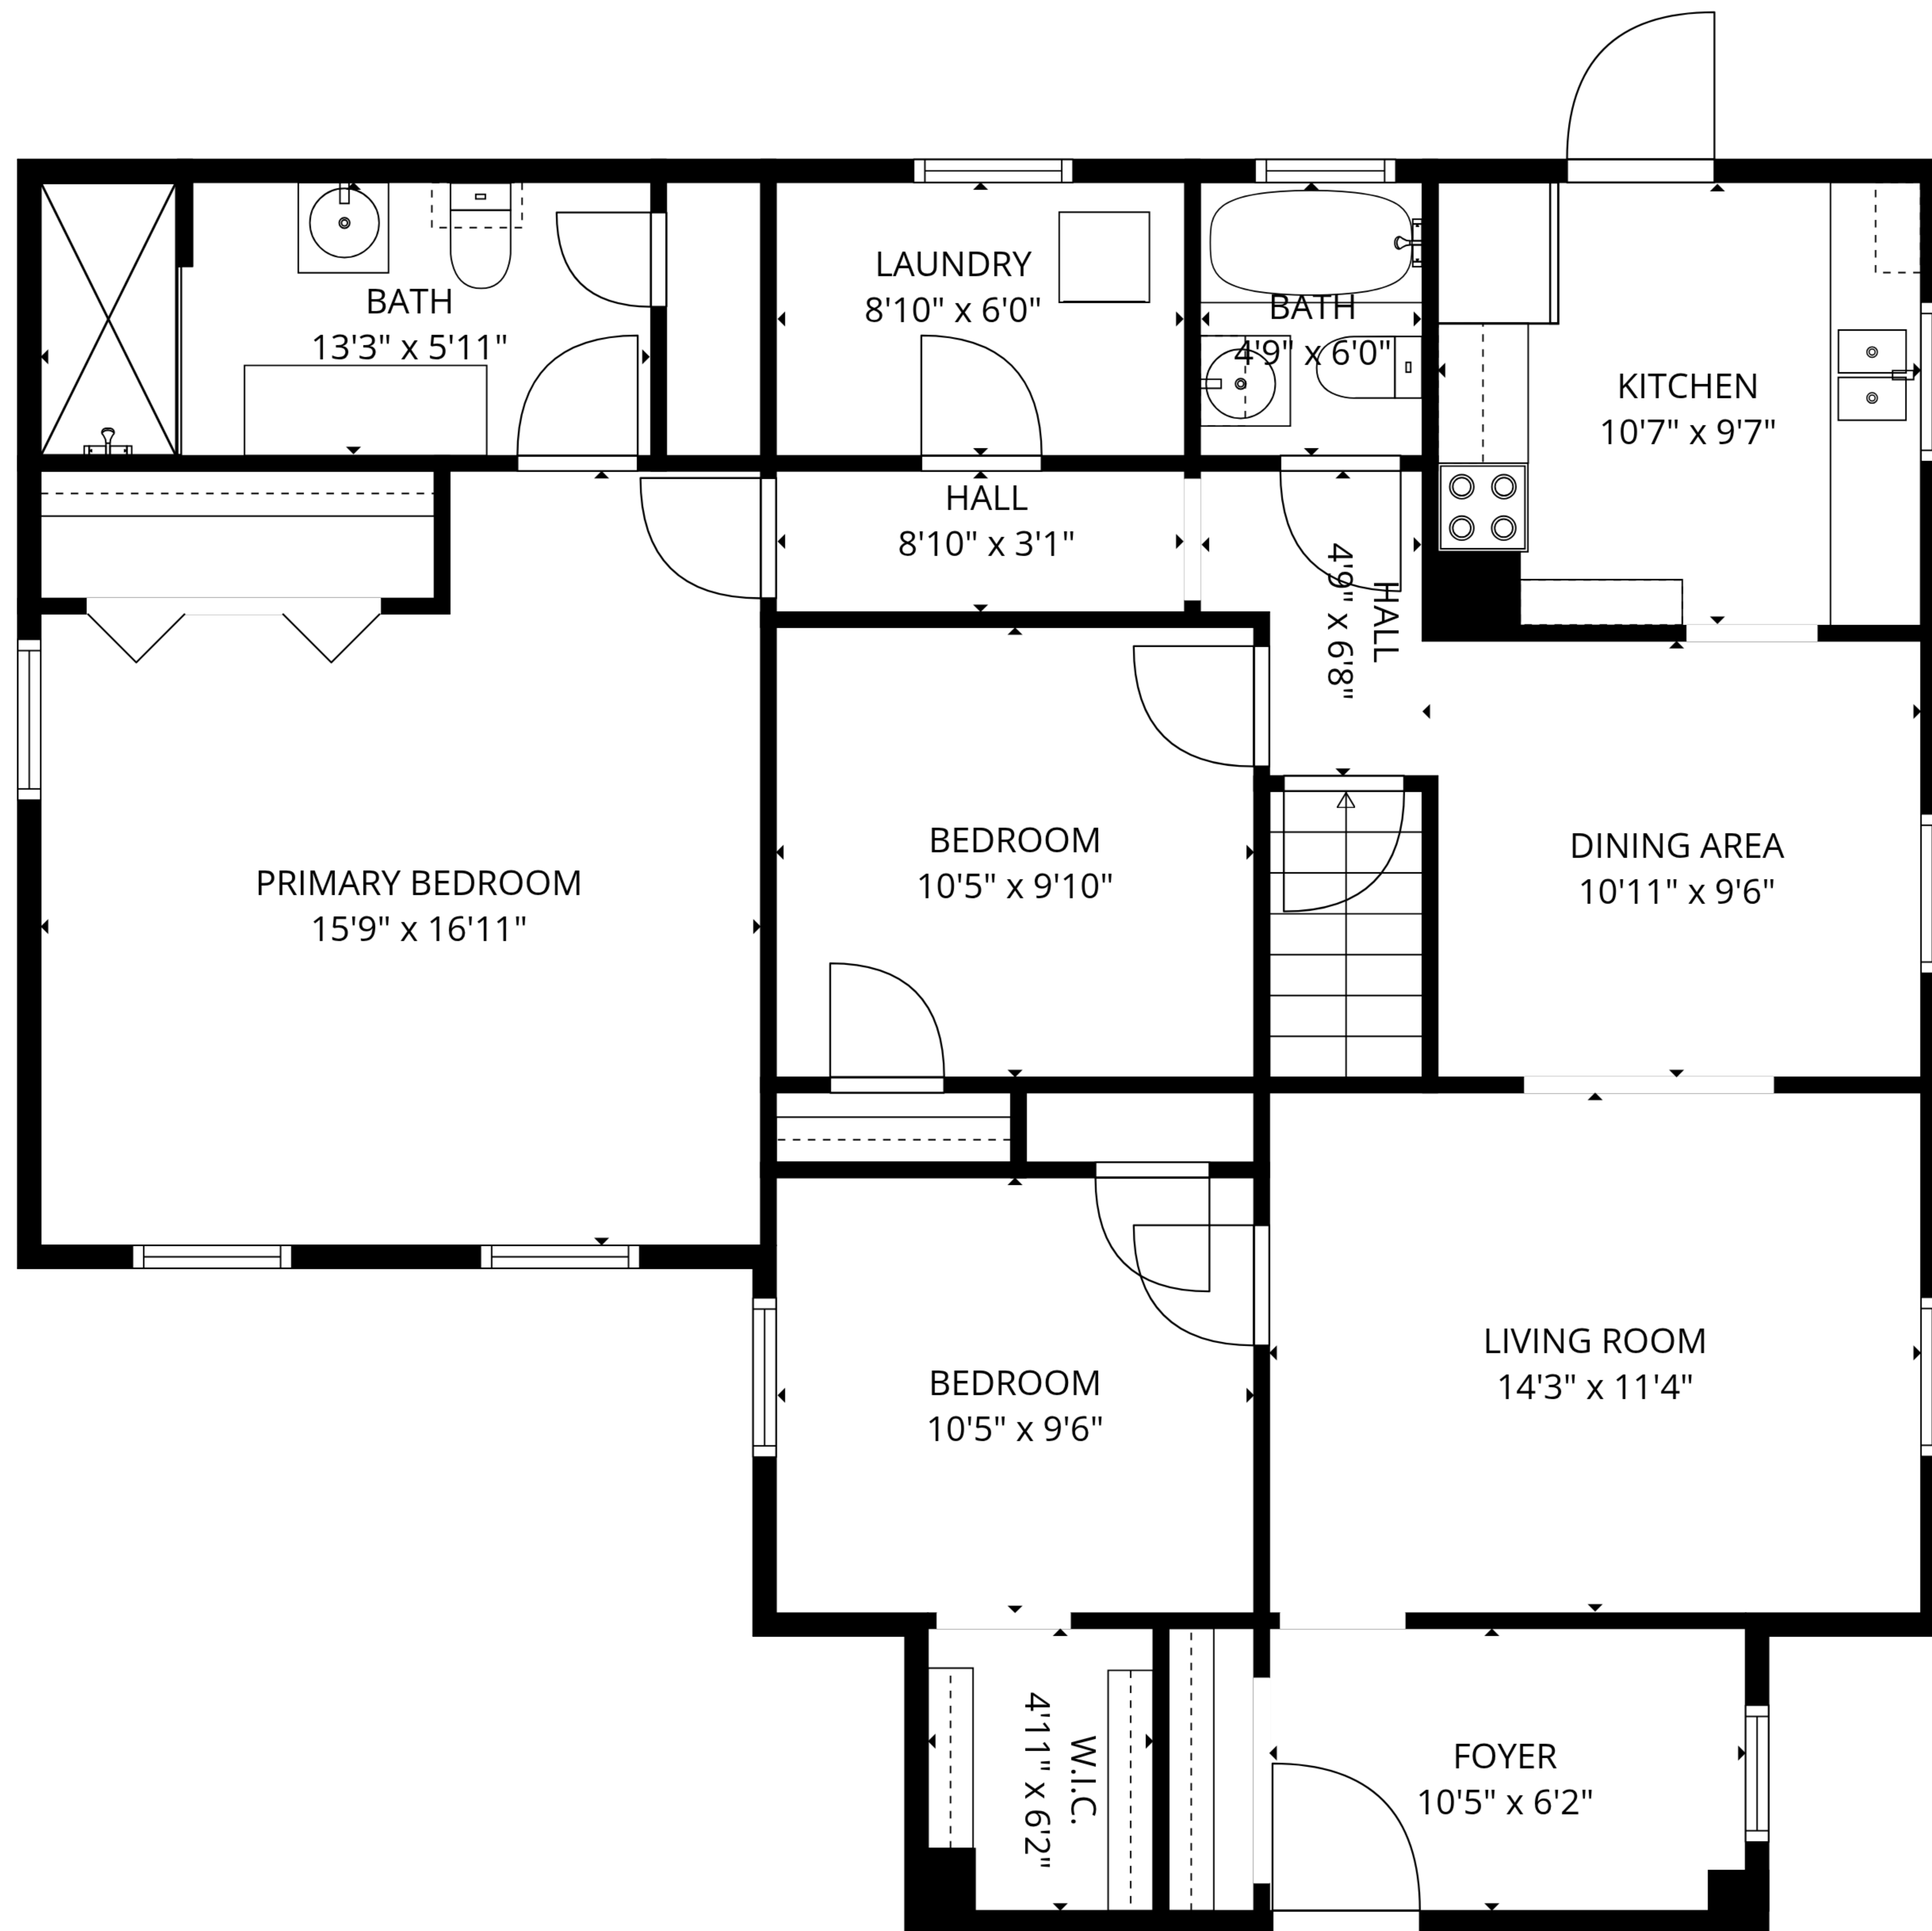 BATH
13'3" x 5'11"
LAUNDRY
8'10" x 6'0"
BATH
4'9" x 6'0"
KITCHEN
10'7" x 9'7"
HALL
8'10" x 3'1"
HALL
4'9" x 6'8"
PRIMARY BEDROOM
15'9" x 16'11"
BEDROOM
10'5" x 9'10"
DINING AREA
10'11" x 9'6"
BEDROOM
10'5" x 9'6"
LIVING ROOM
14'3" x 11'4"
W.I.C.
4'11" x 6'2"
FOYER
10'5" x 6'2"